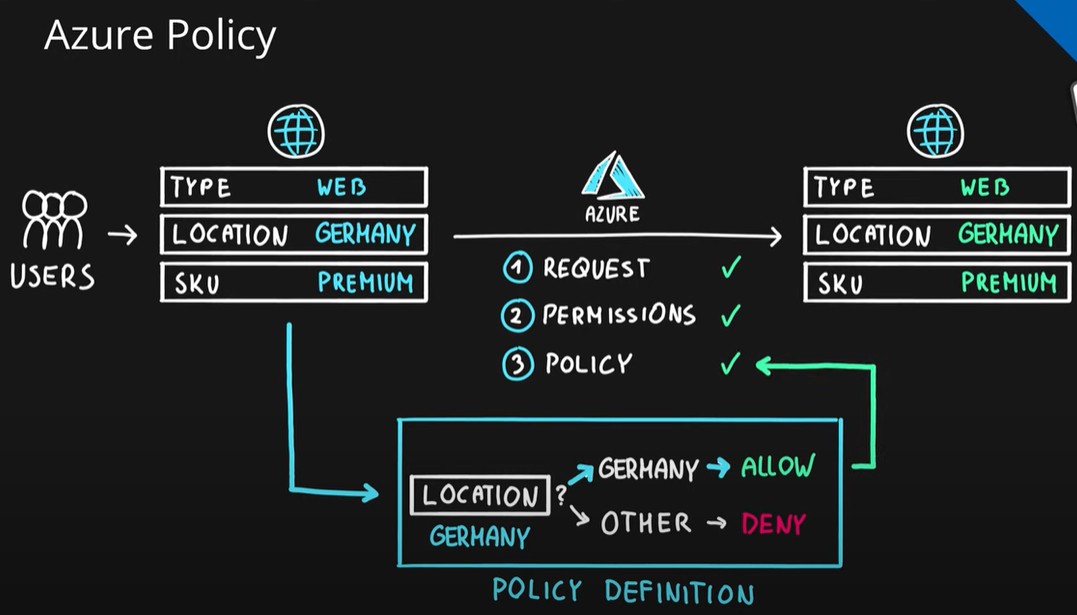 Azure Policy
USERS
TYPE WEB
LOCATION GERMANY
SKU PREMIUM
AZURE
1 REQUEST ✓
2 PERMISSIONS ✓
3 POLICY ✓
TYPE WEB
LOCATION GERMANY
SKU PREMIUM
LOCATION ?
GERMANY
GERMANY → ALLOW
OTHER → DENY
POLICY DEFINITION